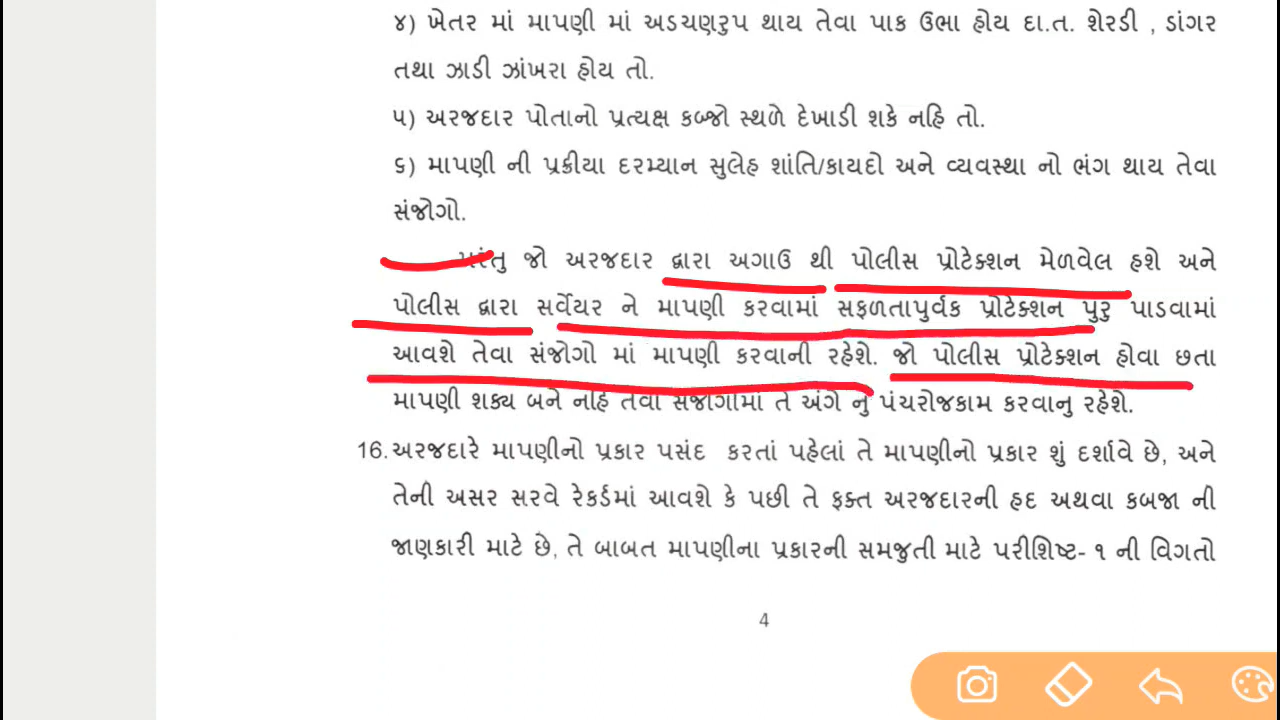 ૪) ખેતર માં માપણી માં અડચણરુપ થાય તેવા પાક ઉભા હોય દા.ત. શેરડી , ડાંગર
તથા ઝાડી ઝાંખરા હોય તો.
૫) અરજદાર પોતાનો પ્રત્યક્ષ કબ્જો સ્થળે દેખાડી શકે નહિ તો.
૬) માપણી ની પ્રક્રીયા દરમ્યાન સુલેહ શાંતિ/કાયદો અને વ્યવસ્થા નો ભંગ થાય તેવા
સંજોગો.
પરંતુ જો અરજદાર દ્વારા અગાઉ થી પોલીસ પ્રોટેક્શન મેળવેલ હશે અને
પોલીસ દ્વારા સર્વેયર ને માપણી કરવામાં સફળતાપુર્વક પ્રોટેક્શન પુરુ પાડવામાં
આવશે તેવા સંજોગો માં માપણી કરવાની રહેશે. જો પોલીસ પ્રોટેક્શન હોવા છતા
માપણી શક્ય બને નહિ તેવા સંજોગોમાં તે અંગે નું પંચરોજકામ કરવાનુ રહેશે.
16. અરજદારે માપણીનો પ્રકાર પસંદ કરતાં પહેલાં તે માપણીનો પ્રકાર શું દર્શાવે છે, અને
તેની અસર સરવે રેકર્ડમાં આવશે કે પછી તે ફક્ત અરજદારની હદ અથવા કબજા ની
જાણકારી માટે છે, તે બાબત માપણીના પ્રકારની સમજુતી માટે પરીશિષ્ટ- ૧ ની વિગતો
4